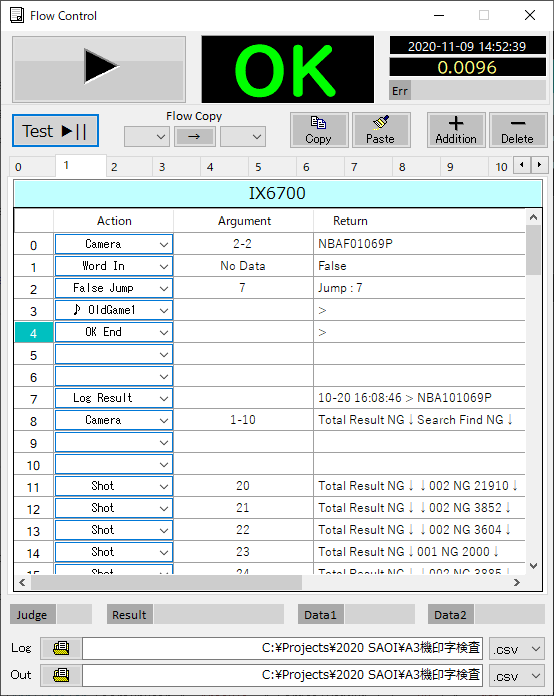 Flow Control
OK
2020-11-09 14:52:39
0.0096
Err
Test ▶||
Flow Copy
→
Copy
Paste
Addition
Delete
0 1 2 3 4 5 6 7 8 9 10
IX6700
Action Argument Return
0 Camera 2-2 NBAF01069P
1 Word In No Data False
2 False Jump 7 Jump : 7
3 ♪ OldGame1 >
4 OK End >
5
6
7 Log Result 10-20 16:08:46 > NBA101069P
8 Camera 1-10 Total Result NG↓Search Find NG↓
9
10
11 Shot 20 Total Result NG↓↓002 NG 21910↓
12 Shot 21 Total Result NG↓↓002 NG 3852↓
13 Shot 22 Total Result NG↓↓002 NG 3604↓
14 Shot 23 Total Result NG↓001 NG 2000↓
15 Shot 24 Total Result NG↓↓002 NG 3885↓
Judge Result Data1 Data2
Log C:¥Projects¥2020 SAOI¥A3機印字検査 .csv
Out C:¥Projects¥2020 SAOI¥A3機印字検査 .csv